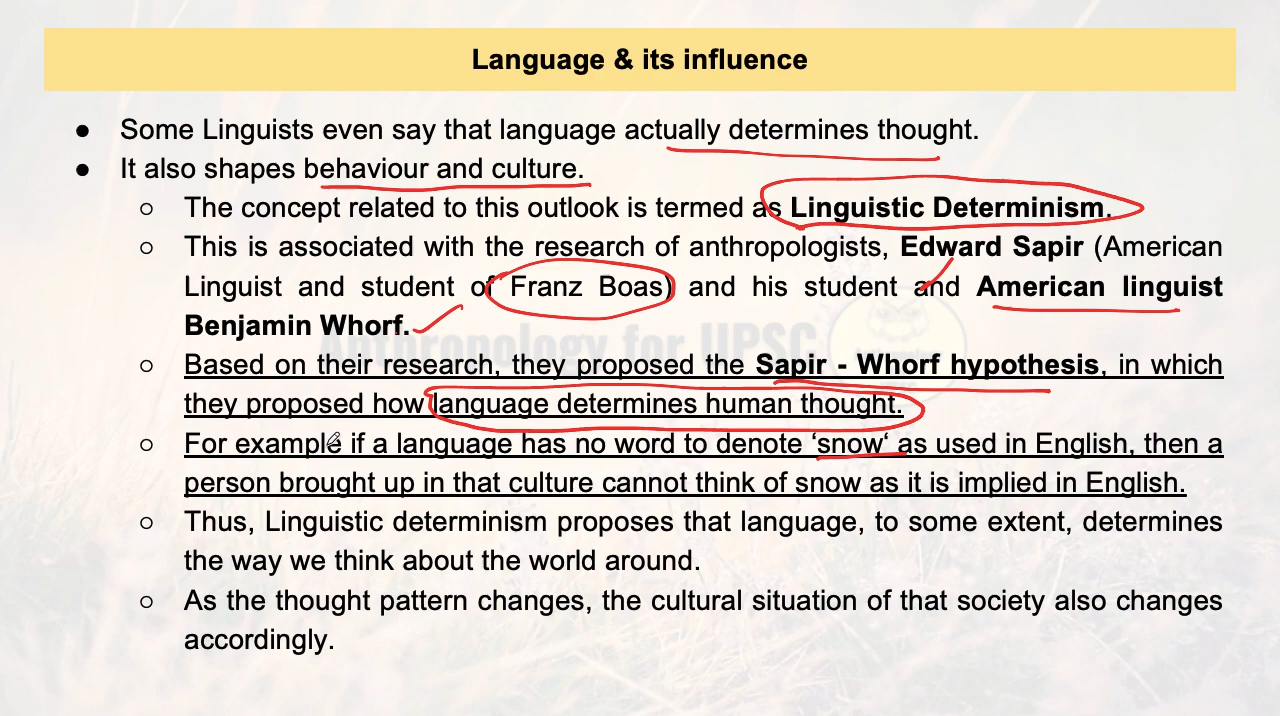 Language & its influence
● Some Linguists even say that language actually determines thought.
● It also shapes behaviour and culture.
○ The concept related to this outlook is termed as Linguistic Determinism.
○ This is associated with the research of anthropologists, Edward Sapir (American
Linguist and student of Franz Boas) and his student and American linguist
Benjamin Whorf.
Anthropology for UPSC
○ Based on their research, they proposed the Sapir - Whorf hypothesis, in which
they proposed how language determines human thought.
○ For example if a language has no word to denote ‘snow‘ as used in English, then a
person brought up in that culture cannot think of snow as it is implied in English.
○ Thus, Linguistic determinism proposes that language, to some extent, determines
the way we think about the world around.
○ As the thought pattern changes, the cultural situation of that society also changes
accordingly.